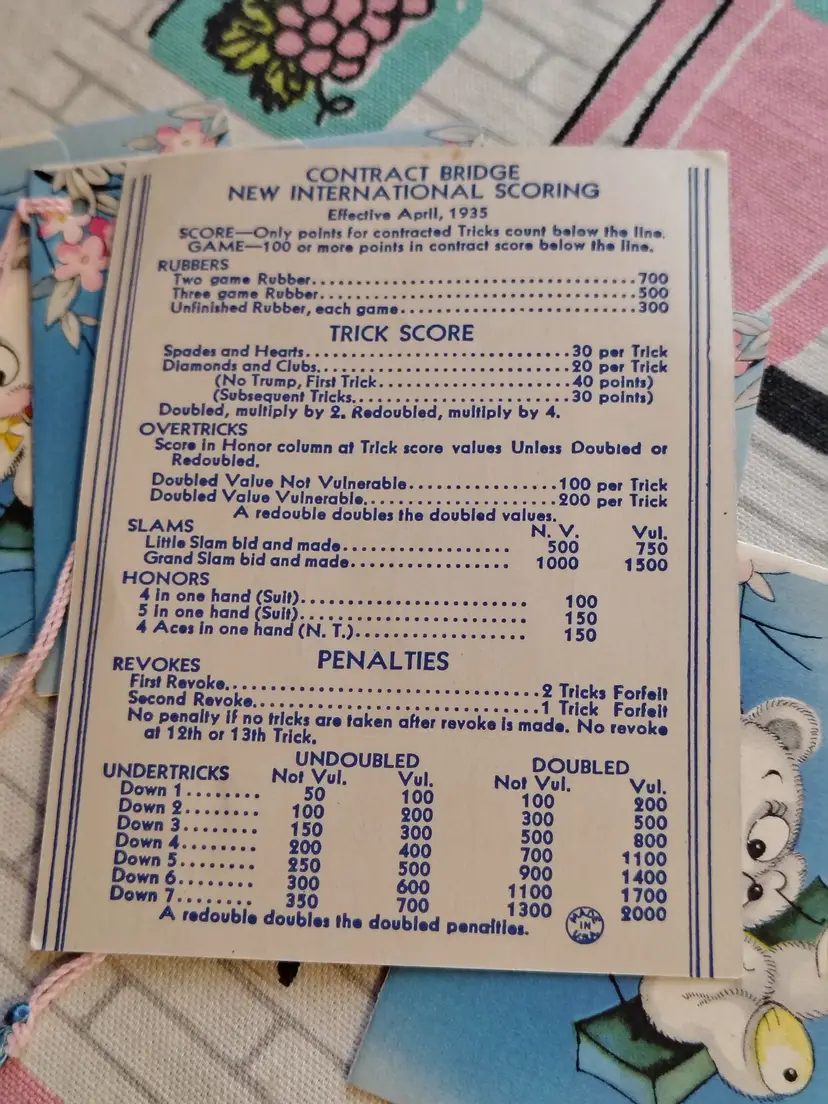 CONTRACT BRIDGE
NEW INTERNATIONAL SCORING
Effective April, 1935
SCORE—Only points for contracted Tricks count below the line.
GAME—100 or more points in contract score below the line.
RUBBERS
Two game Rubber........................................700
Three game Rubber.......................................500
Unfinished Rubber, each game.............................300
TRICK SCORE
Spades and Hearts................................30 per Trick
Diamonds and Clubs..............................20 per Trick
(No Trump, First Trick......................40 points)
(Subsequent Tricks.........................30 points)
Doubled, multiply by 2. Redoubled, multiply by 4.
OVERTRICKS
Score in Honor column at Trick score values Unless Doubled or
Redoubled.
Doubled Value Not Vulnerable..................100 per Trick
Doubled Value Vulnerable.......................200 per Trick
A redouble doubles the doubled values.
SLAMS N. V. Vul.
Little Slam bid and made.................... 500 750
Grand Slam bid and made................... 1000 1500
HONORS
4 in one hand (Suit)........................... 100
5 in one hand (Suit)........................... 150
4 Aces in one hand (N. T.).................... 150
PENALTIES
REVOKES
First Revoke.....................................2 Tricks Forfeit
Second Revoke..................................1 Trick Forfeit
No penalty if no tricks are taken after revoke is made. No revoke
at 12th or 13th Trick.
UNDOUBLED DOUBLED
UNDERTRICKS Not Vul. Vul. Not Vul. Vul.
Down 1......... 50 100 100 200
Down 2......... 100 200 300 500
Down 3......... 150 300 500 800
Down 4......... 200 400 700 1100
Down 5......... 250 500 900 1400
Down 6......... 300 600 1100 1700
Down 7......... 350 700 1300 2000
A redouble doubles the doubled penalties.
MADE
IN